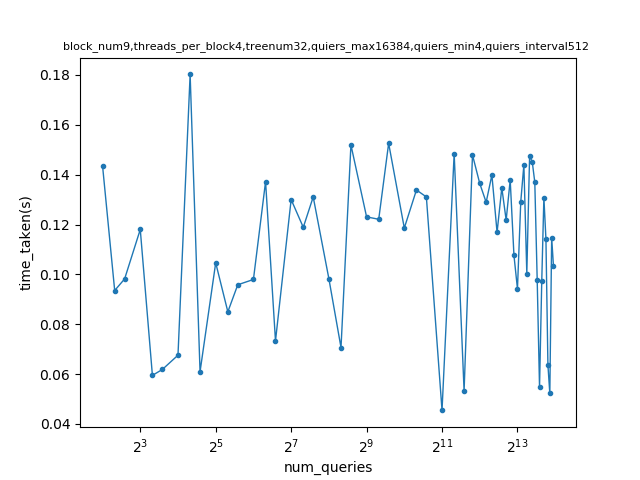 block_num9,threads_per_block4,treenum32,quiers_max16384,quiers_min4,quiers_interval512
0.18
0.16
0.14
0.12
0.10
0.08
0.06
0.04
time_taken(s)
2^3 2^5 2^7 2^9 2^11 2^13
num_queries